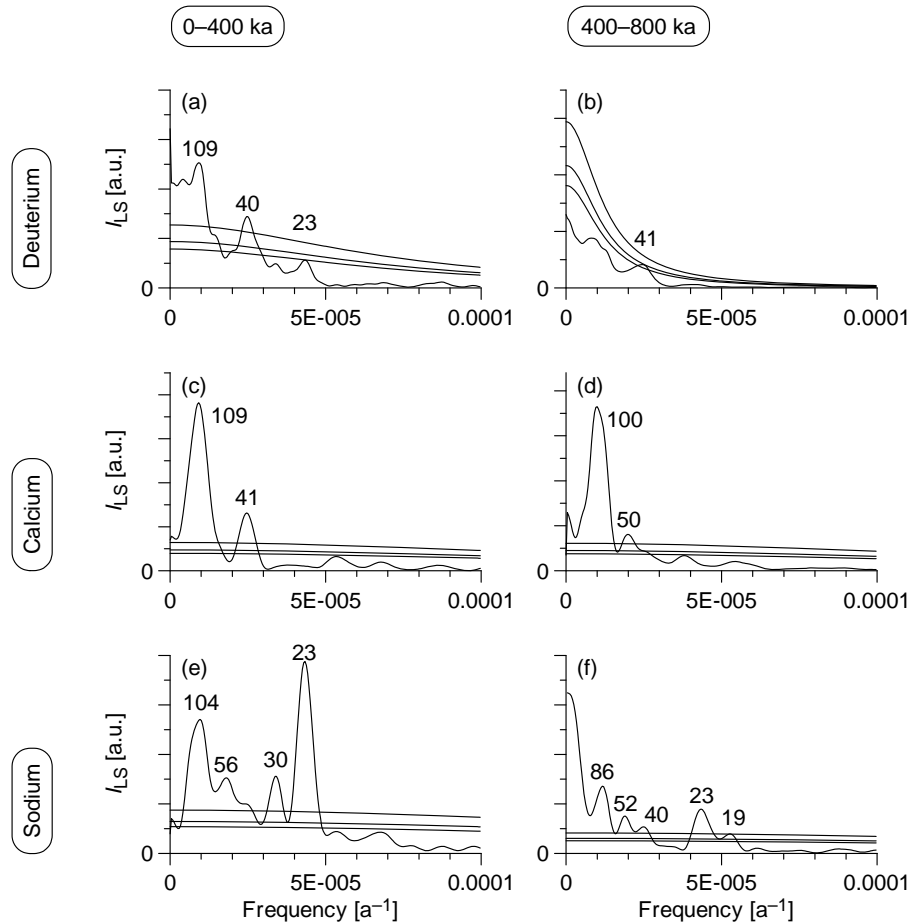 0–400 ka
400–800 ka
Deuterium
(a)
109
40
23
I_LS [a.u.]
0
0
5E-005
0.0001
(b)
41
0
0
5E-005
0.0001
Calcium
(c)
109
41
I_LS [a.u.]
0
0
5E-005
0.0001
(d)
100
50
0
0
5E-005
0.0001
Sodium
(e)
104
56
30
23
I_LS [a.u.]
0
0
5E-005
0.0001
Frequency [a⁻¹]
(f)
86
52
40
23
19
0
0
5E-005
0.0001
Frequency [a⁻¹]